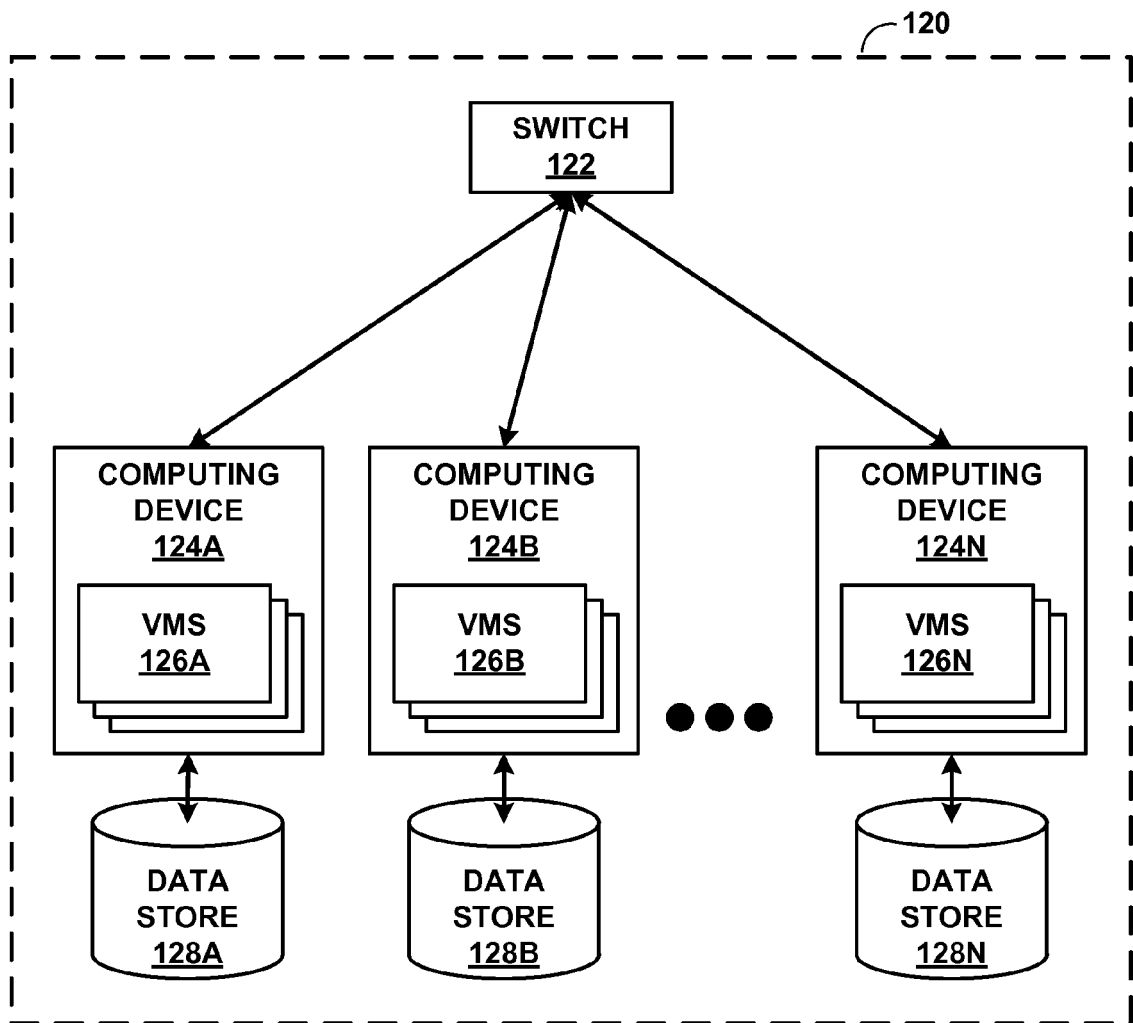 120
SWITCH
122
COMPUTING
DEVICE
124A
VMS
126A
COMPUTING
DEVICE
124B
VMS
126B
COMPUTING
DEVICE
124N
VMS
126N
DATA
STORE
128A
DATA
STORE
128B
DATA
STORE
128N